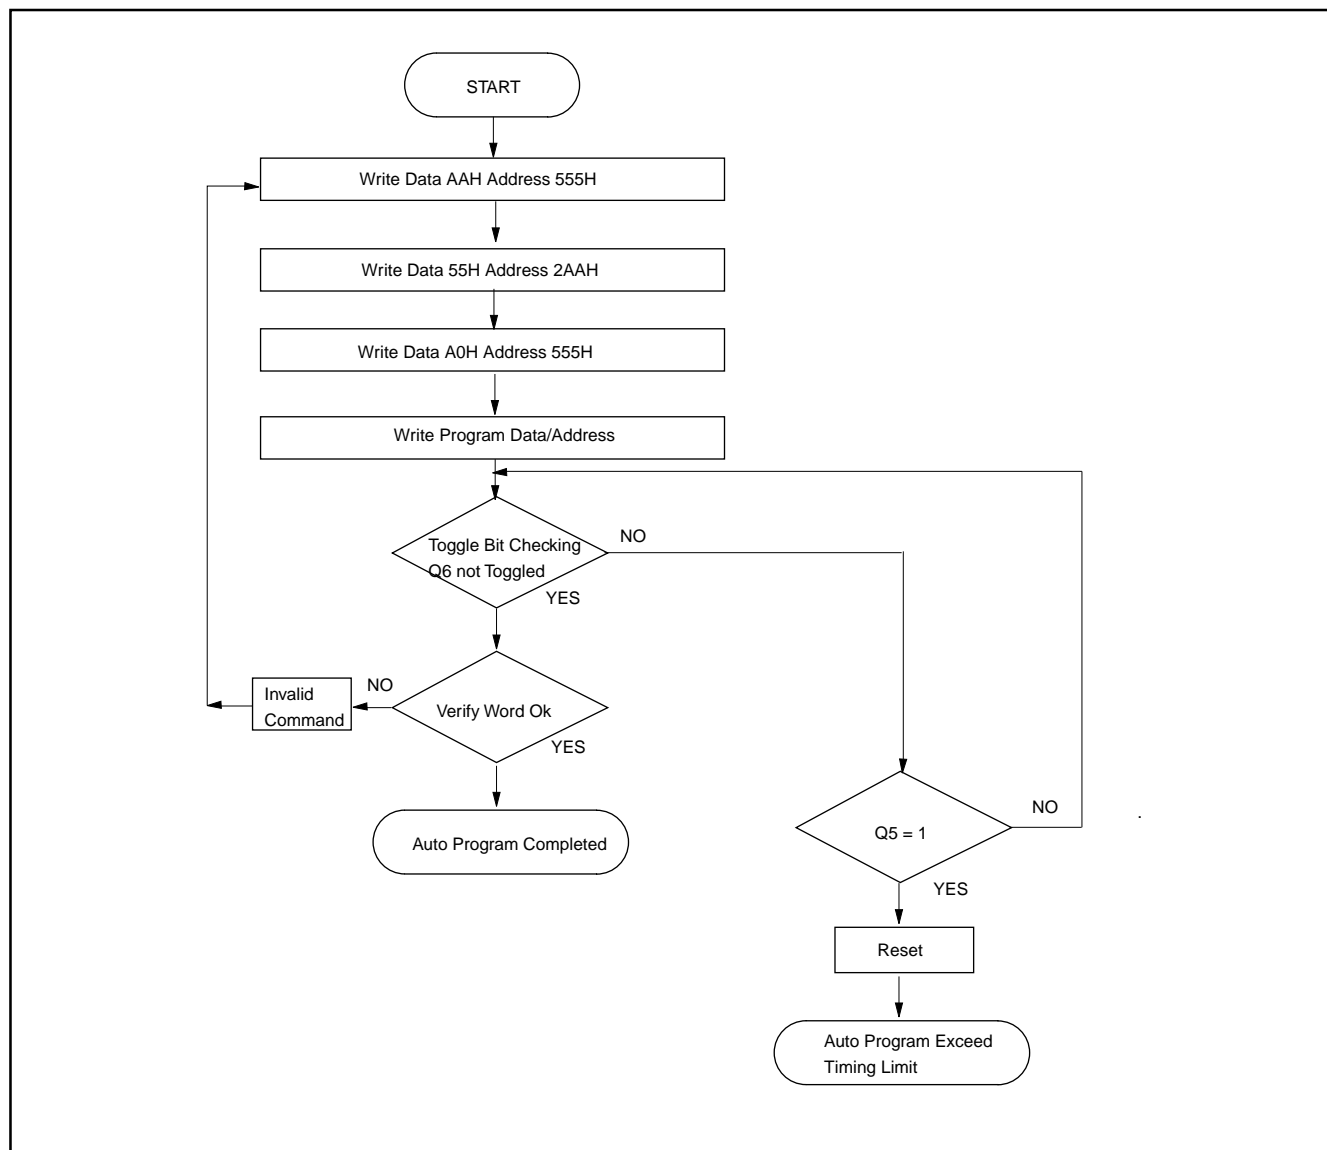 START
Write Data AAH Address 555H
Write Data 55H Address 2AAH
Write Data A0H Address 555H
Write Program Data/Address
Toggle Bit Checking
Q6 not Toggled
NO
YES
Invalid
Command
NO
Verify Word Ok
YES
Auto Program Completed
Q5 = 1
NO
YES
Reset
Auto Program Exceed
Timing Limit
.